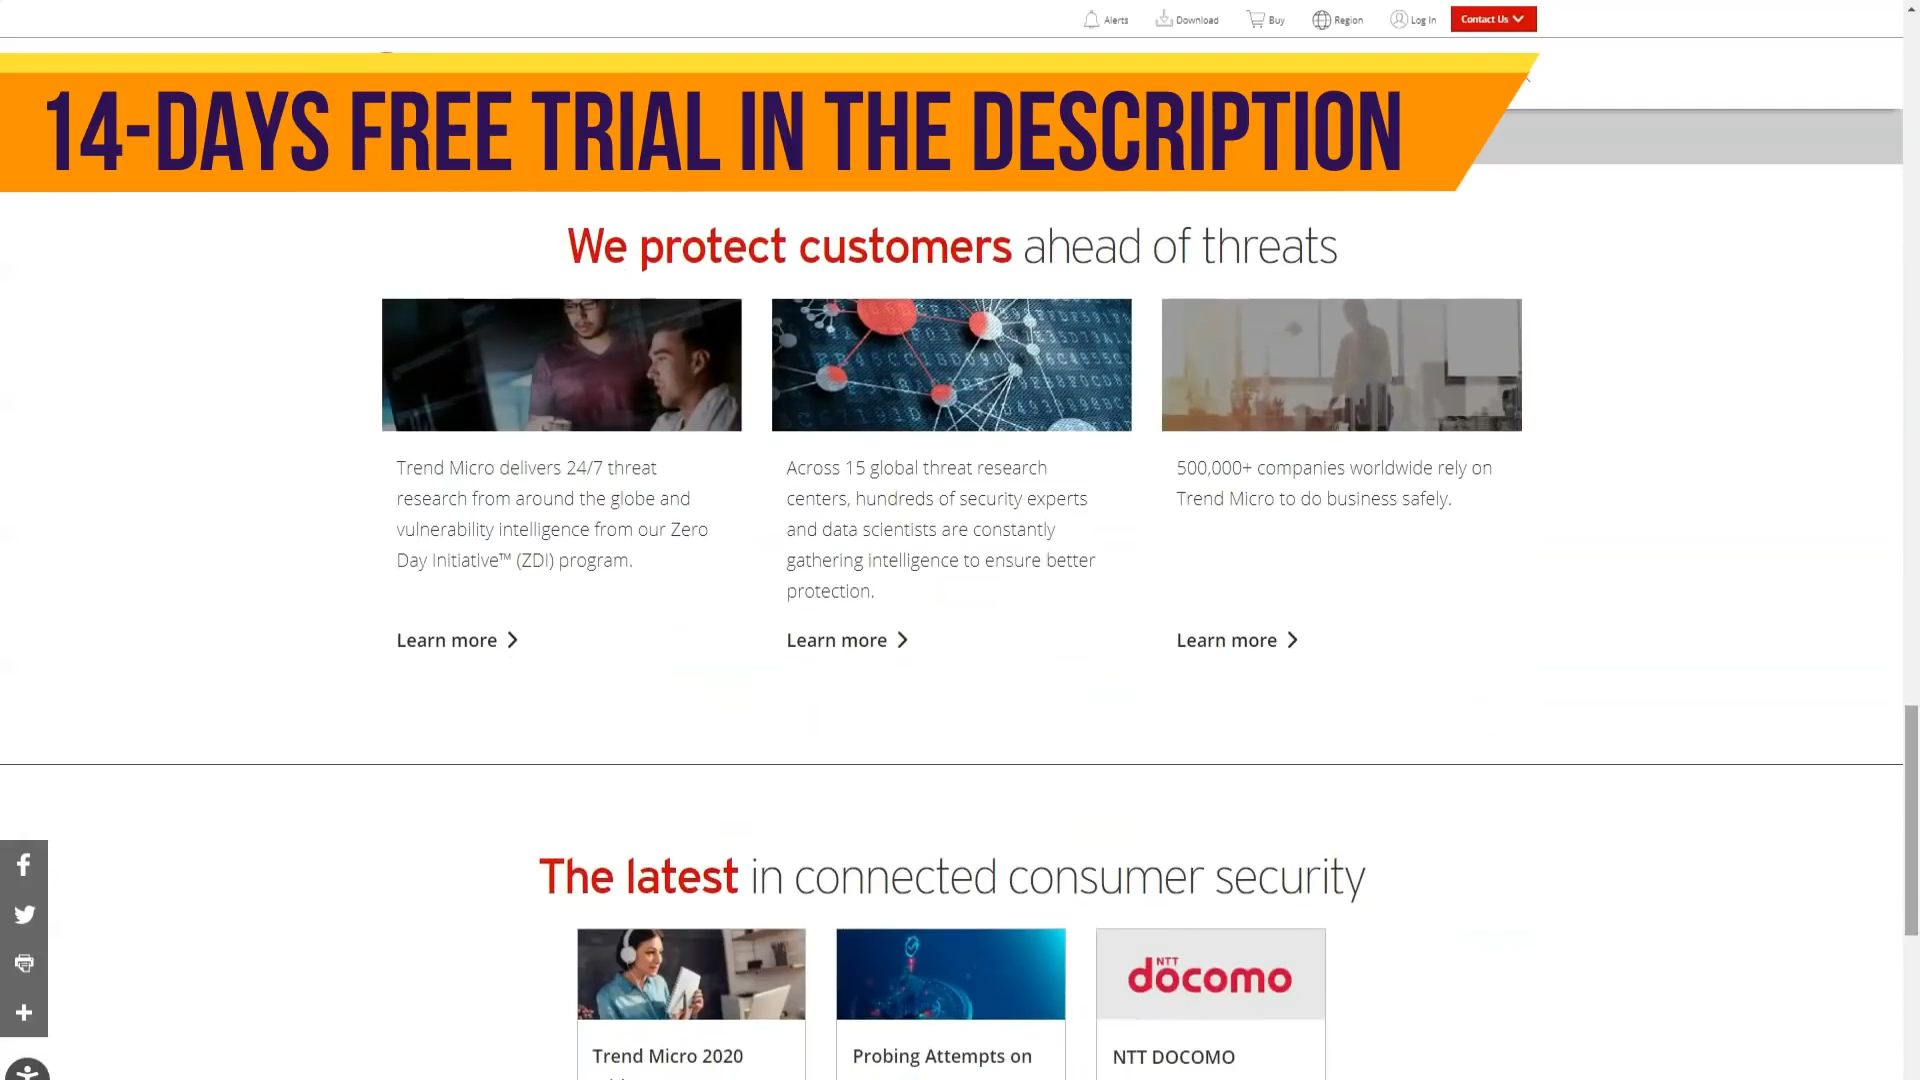 Alerts
Download
Buy
Region
Log In
Contact Us
14-DAYS FREE TRIAL IN THE DESCRIPTION
We protect customers ahead of threats
Trend Micro delivers 24/7 threat
research from around the globe and
vulnerability intelligence from our Zero
Day Initiative™ (ZDI) program.
Learn more
Across 15 global threat research
centers, hundreds of security experts
and data scientists are constantly
gathering intelligence to ensure better
protection.
Learn more
500,000+ companies worldwide rely on
Trend Micro to do business safely.
Learn more
The latest in connected consumer security
NTT
docomo
Trend Micro 2020
Probing Attempts on
NTT DOCOMO